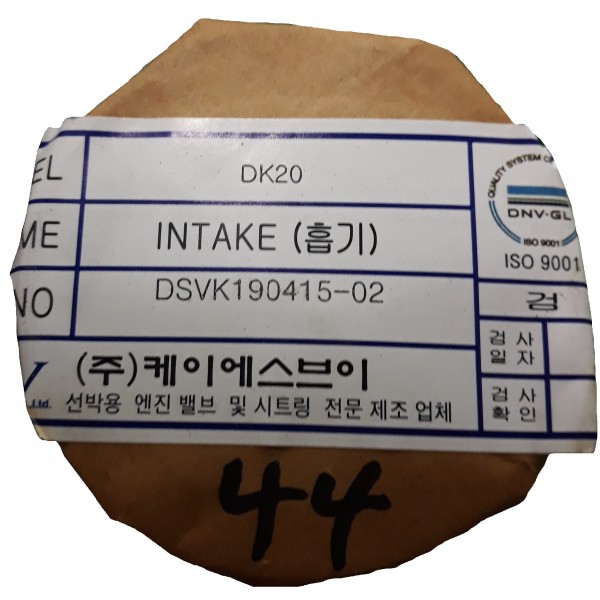 EL DK20
ME INTAKE (흡기)
NO DSVK190415-02
QUALITY SYSTEM
DNV·GL
ISO 9001
ISO 9001
검
검 사
일 자
검 사
확 인
(주)케이에스브이
Ltd. 선박용 엔진 밸브 및 시트링 전문 제조 업체
44